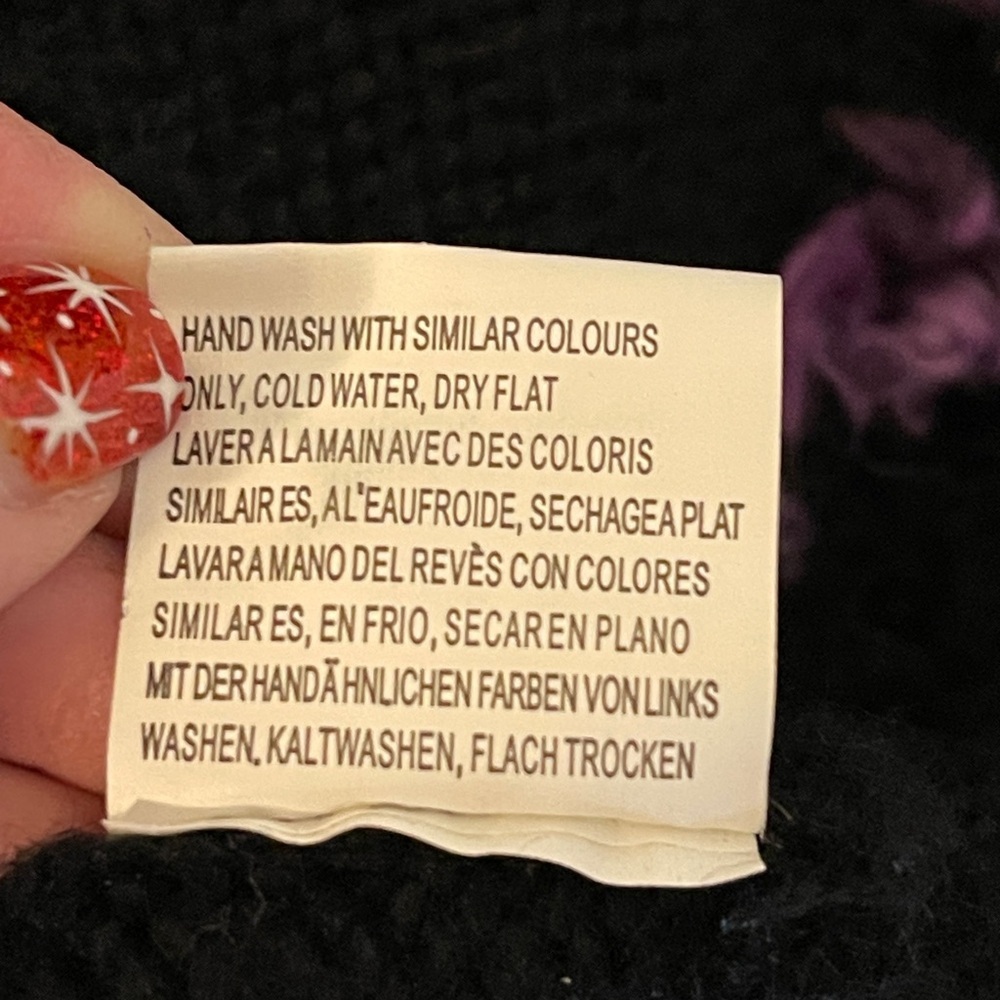 HAND WASH WITH SIMILAR COLOURS
ONLY, COLD WATER, DRY FLAT
LAVER A LA MAIN AVEC DES COLORIS
SIMILAIR ES, A L'EAUFROIDE, SECHAGEA PLAT
LAVAR A MANO DEL REVÈS CON COLORES
SIMILAR ES, EN FRIO, SECAR EN PLANO
MIT DER HAND Ä HNLICHEN FARBEN VON LINKS
WASHEN, KALTWASHEN, FLACH TROCKEN